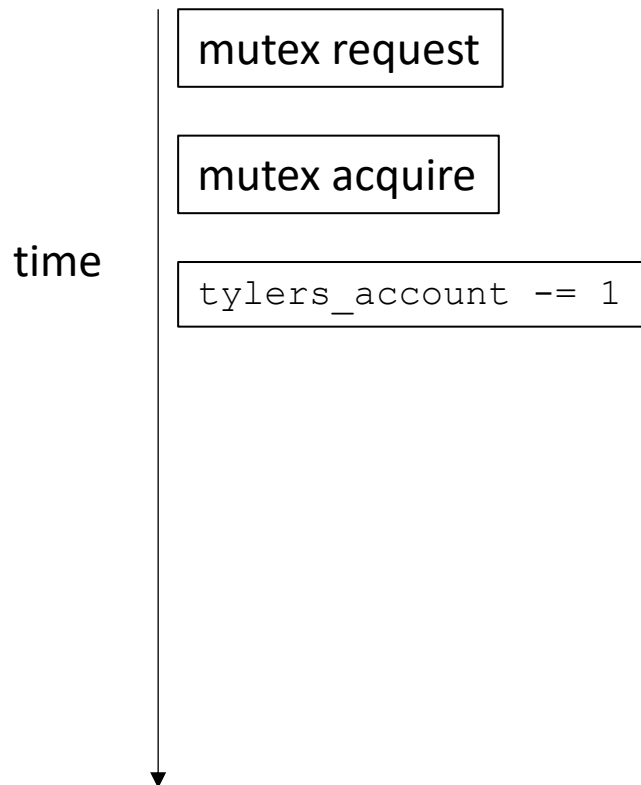 mutex request
mutex acquire
time
tylers_account -= 1